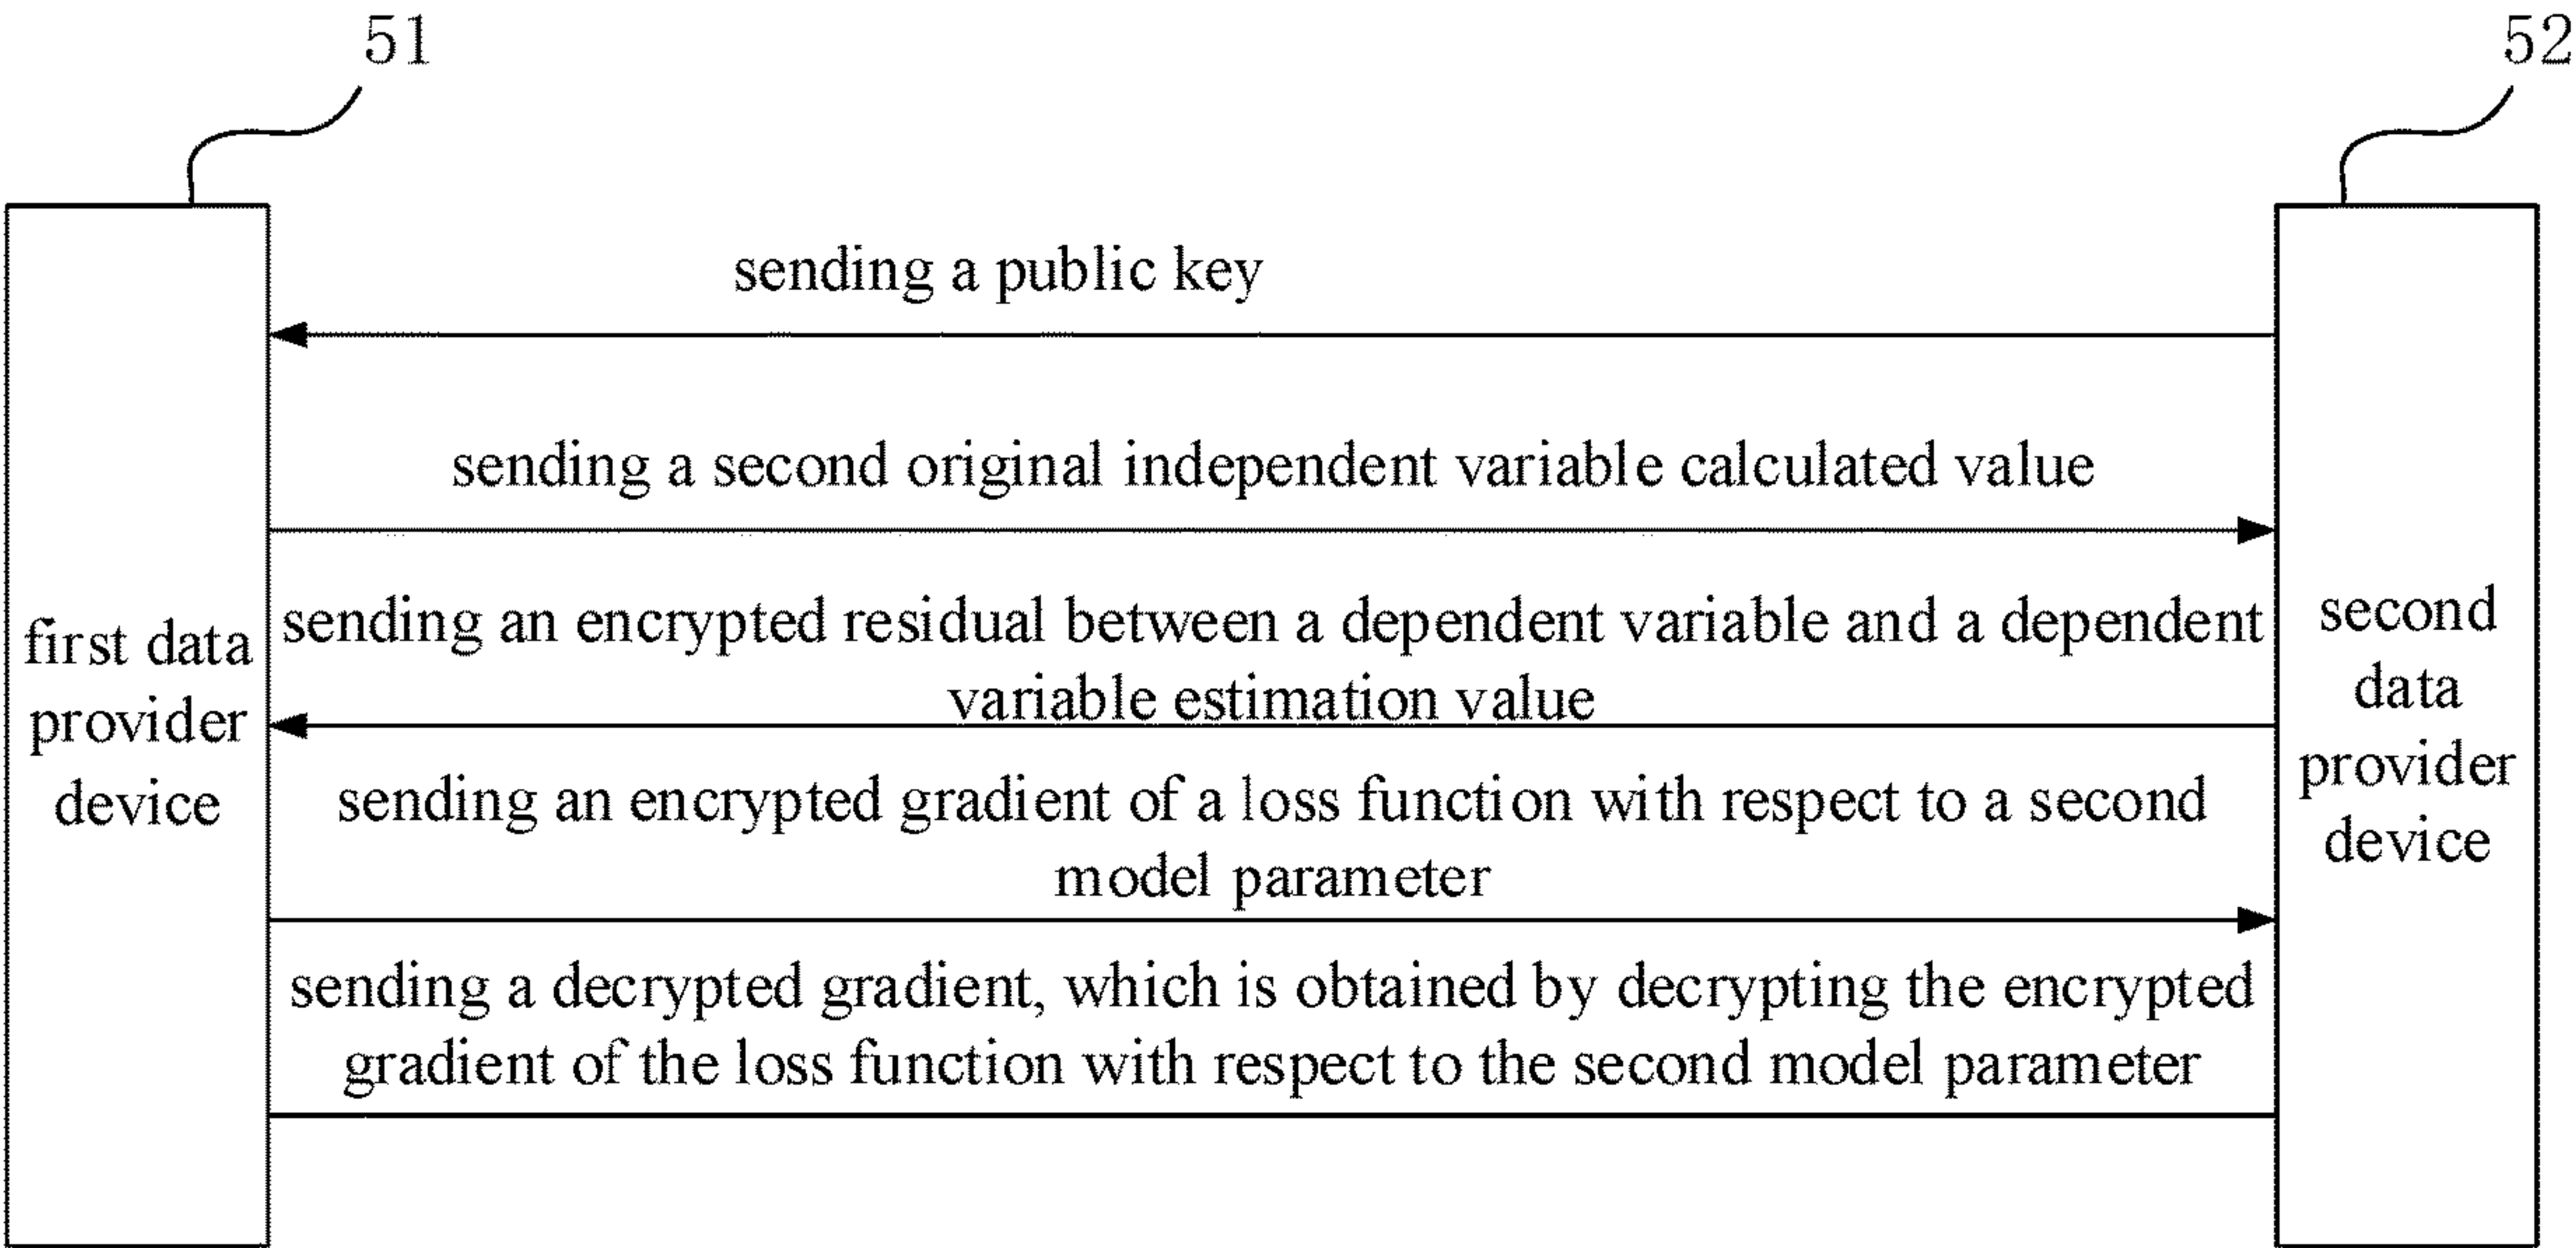 51
52
sending a public key
sending a second original independent variable calculated value
sending an encrypted residual between a dependent variable and a dependent
variable estimation value
sending an encrypted gradient of a loss function with respect to a second
model parameter
sending a decrypted gradient, which is obtained by decrypting the encrypted
gradient of the loss function with respect to the second model parameter
first data
provider
device
second
data
provider
device